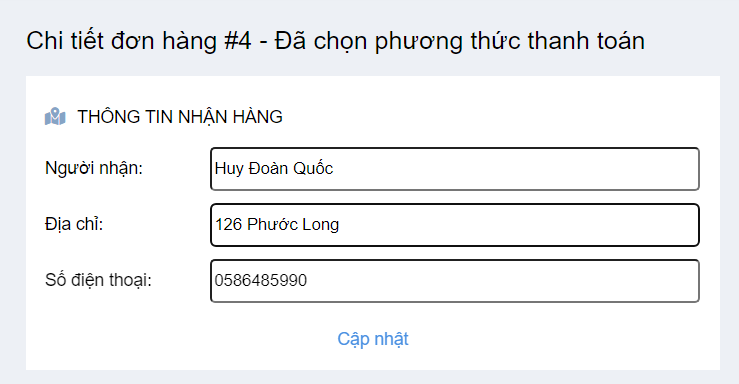 Chi tiết đơn hàng #4 - Đã chọn phương thức thanh toán
THÔNG TIN NHẬN HÀNG
Người nhận: Huy Đoàn Quốc
Địa chỉ: 126 Phước Long
Số điện thoại: 0586485990
Cập nhật